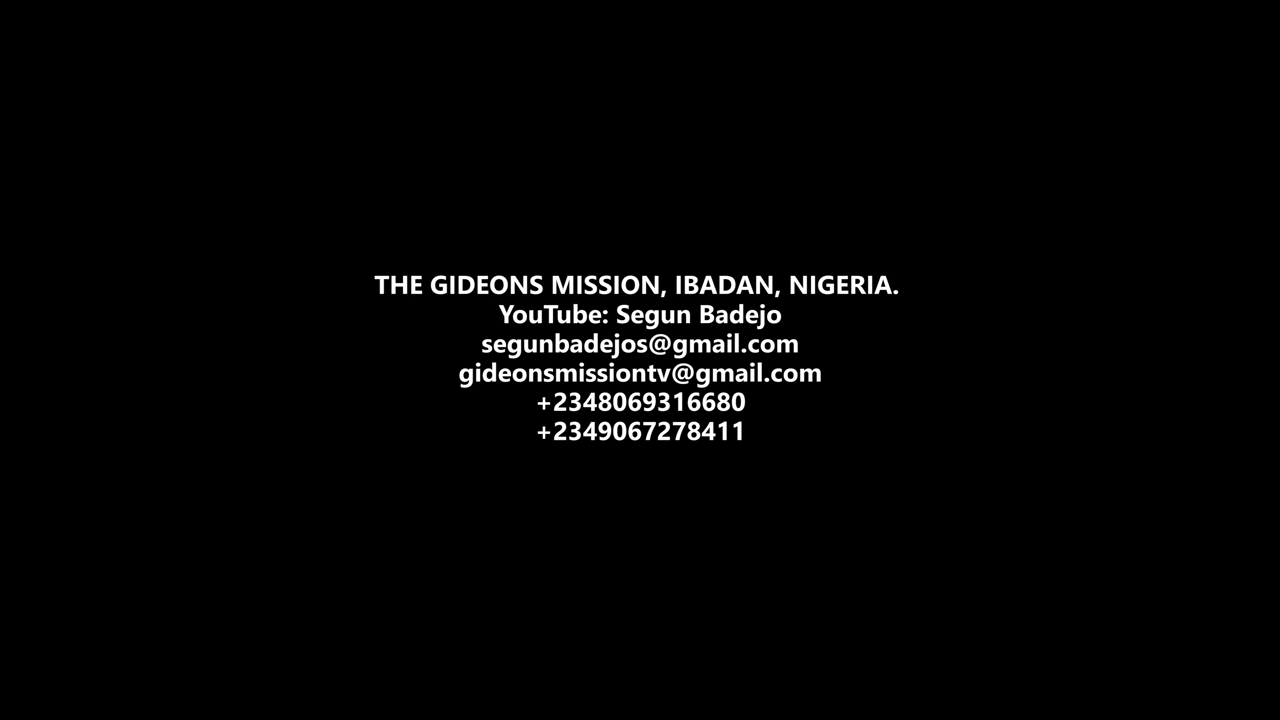 THE GIDEONS MISSION, IBADAN, NIGERIA.
YouTube: Segun Badejo
segunbadejos@gmail.com
gideonsmissiontv@gmail.com
+2348069316680
+2349067278411